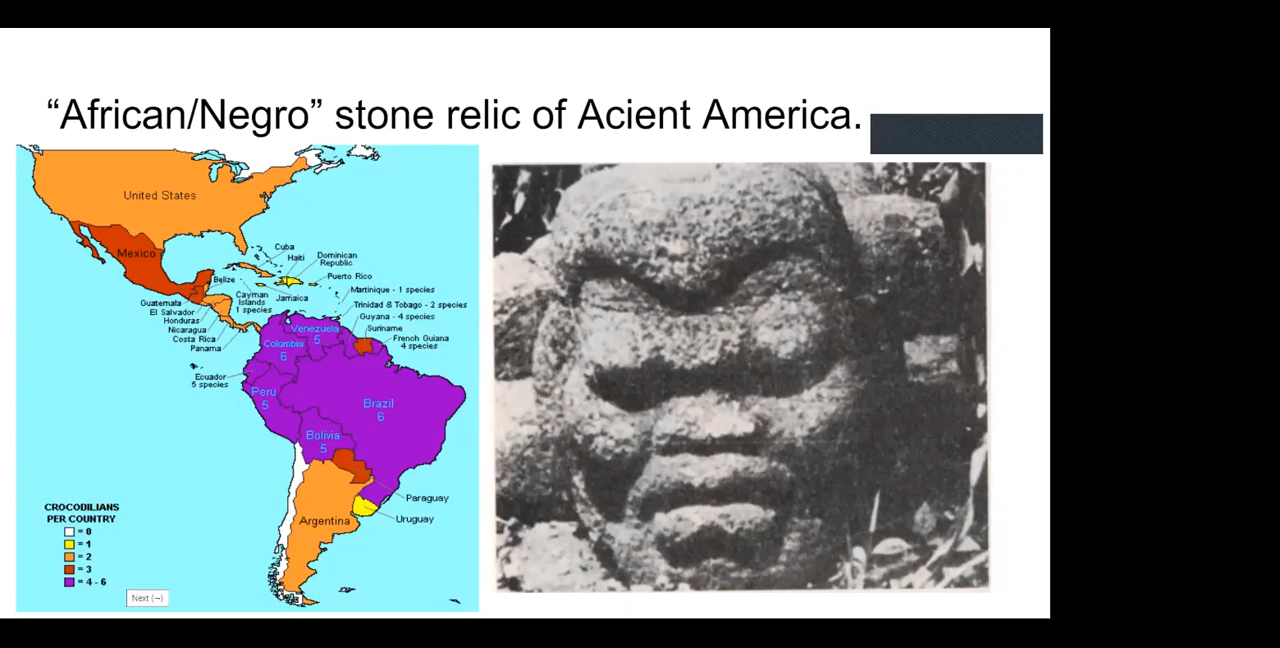 “African/Negro” stone relic of Acient America.
United States
Mexico
Cuba
Haiti
Dominican
Republic
Puerto Rico
Belize
Cayman
Islands
1 species
Jamaica
Martinique - 1 species
Trinidad & Tobago - 2 species
Guyana - 4 species
Suriname
French Guiana
4 species
Guatemala
El Salvador
Honduras
Nicaragua
Costa Rica
Panama
Venezuela
5
Colombia
6
Ecuador
5 species
Peru
5
Brazil
6
Bolivia
5
Paraguay
Uruguay
Argentina
CROCODILIANS
PER COUNTRY
= 0
= 1
= 2
= 3
= 4 - 6
Next (→)